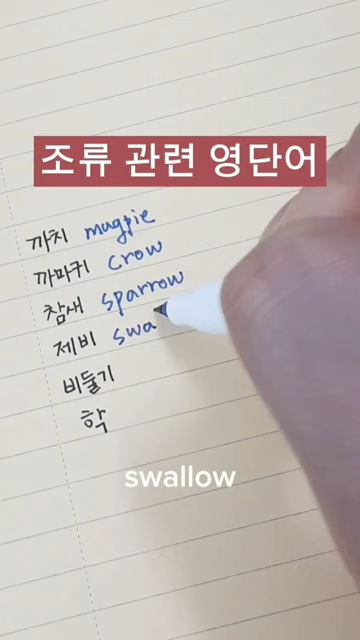 조류 관련 영단어
까치 magpie
까마귀 crow
참새 sparrow
제비 swa
비둘기
학
swallow